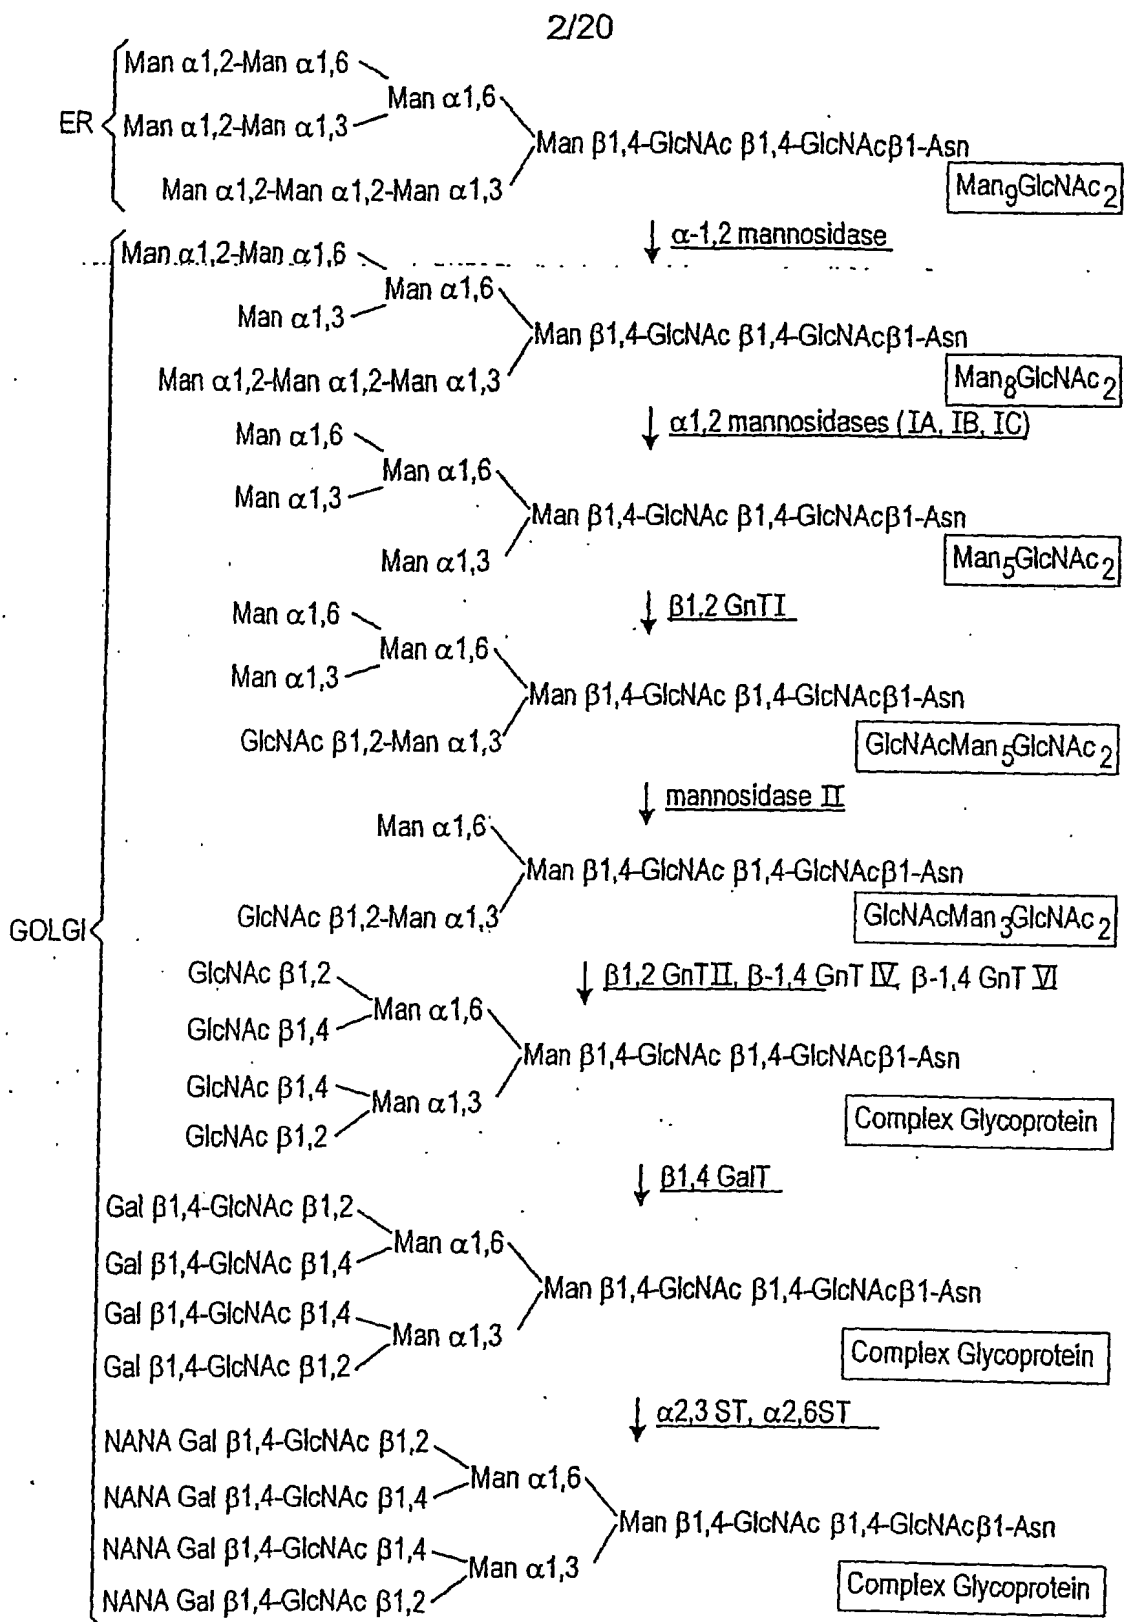 2/20
Man α1,2-Man α1,6
Man α1,6
ER
Man α1,2-Man α1,3
Man β1,4-GlcNAc β1,4-GlcNAcβ1-Asn
Man α1,2-Man α1,2-Man α1,3
Man9GlcNAc2
α-1,2 mannosidase
Man α1,2-Man α1,6
Man α1,6
Man α1,3
Man β1,4-GlcNAc β1,4-GlcNAcβ1-Asn
Man α1,2-Man α1,2-Man α1,3
Man8GlcNAc2
α1,2 mannosidases (IA, IB, IC)
Man α1,6
Man α1,6
Man α1,3
Man β1,4-GlcNAc β1,4-GlcNAcβ1-Asn
Man α1,3
Man5GlcNAc2
β1,2 GnTI
Man α1,6
Man α1,6
Man α1,3
Man β1,4-GlcNAc β1,4-GlcNAcβ1-Asn
GlcNAc β1,2-Man α1,3
GlcNAcMan5GlcNAc2
mannosidase II
Man α1,6
Man β1,4-GlcNAc β1,4-GlcNAcβ1-Asn
GlcNAc β1,2-Man α1,3
GlcNAcMan3GlcNAc2
GOLGI
β1,2 GnTII, β-1,4 GnT IV, β-1,4 GnT VI
GlcNAc β1,2
Man α1,6
GlcNAc β1,4
Man β1,4-GlcNAc β1,4-GlcNAcβ1-Asn
GlcNAc β1,4
Man α1,3
GlcNAc β1,2
Complex Glycoprotein
β1,4 GalT
Gal β1,4-GlcNAc β1,2
Man α1,6
Gal β1,4-GlcNAc β1,4
Man β1,4-GlcNAc β1,4-GlcNAcβ1-Asn
Gal β1,4-GlcNAc β1,4
Man α1,3
Gal β1,4-GlcNAc β1,2
Complex Glycoprotein
α2,3 ST, α2,6ST
NANA Gal β1,4-GlcNAc β1,2
Man α1,6
NANA Gal β1,4-GlcNAc β1,4
Man β1,4-GlcNAc β1,4-GlcNAcβ1-Asn
NANA Gal β1,4-GlcNAc β1,4
Man α1,3
NANA Gal β1,4-GlcNAc β1,2
Complex Glycoprotein